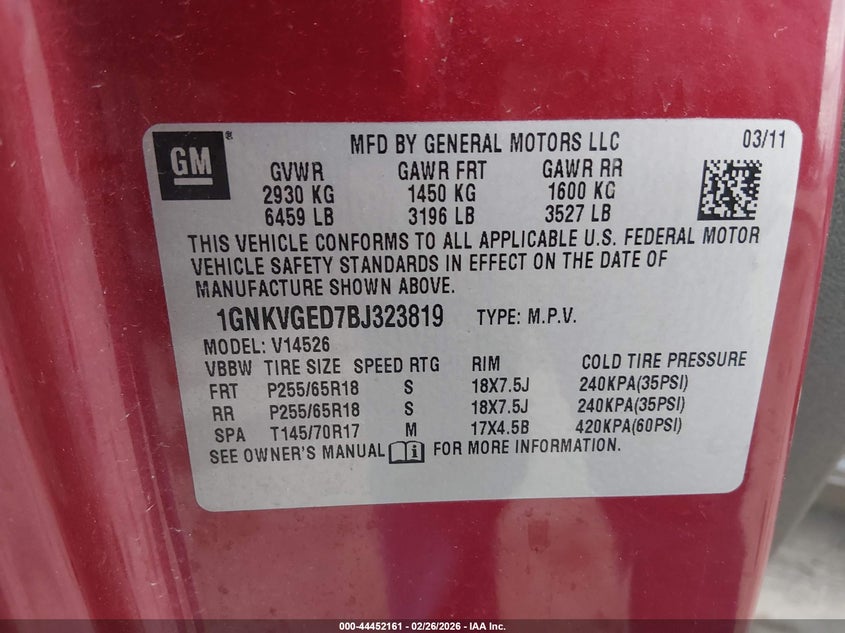 GM ® MFD BY GENERAL MOTORS LLC 03/11
GVWR GAWR FRT GAWR RR
2930 KG 1450 KG 1600 KG
6459 LB 3196 LB 3527 LB
THIS VEHICLE CONFORMS TO ALL APPLICABLE U.S. FEDERAL MOTOR
VEHICLE SAFETY STANDARDS IN EFFECT ON THE DATE OF
MANUFACTURE SHOWN ABOVE.
1GNKVGED7BJ323819 TYPE: M.P.V.
MODEL: V14526
VBBW TIRE SIZE SPEED RTG RIM COLD TIRE PRESSURE
FRT P255/65R18 S 18X7.5J 240KPA(35PSI)
RR P255/65R18 S 18X7.5J 240KPA(35PSI)
SPA T145/70R17 M 17X4.5B 420KPA(60PSI)
SEE OWNER'S MANUAL i FOR MORE INFORMATION.
000-44452161 - 02/26/2026 - IAA Inc.